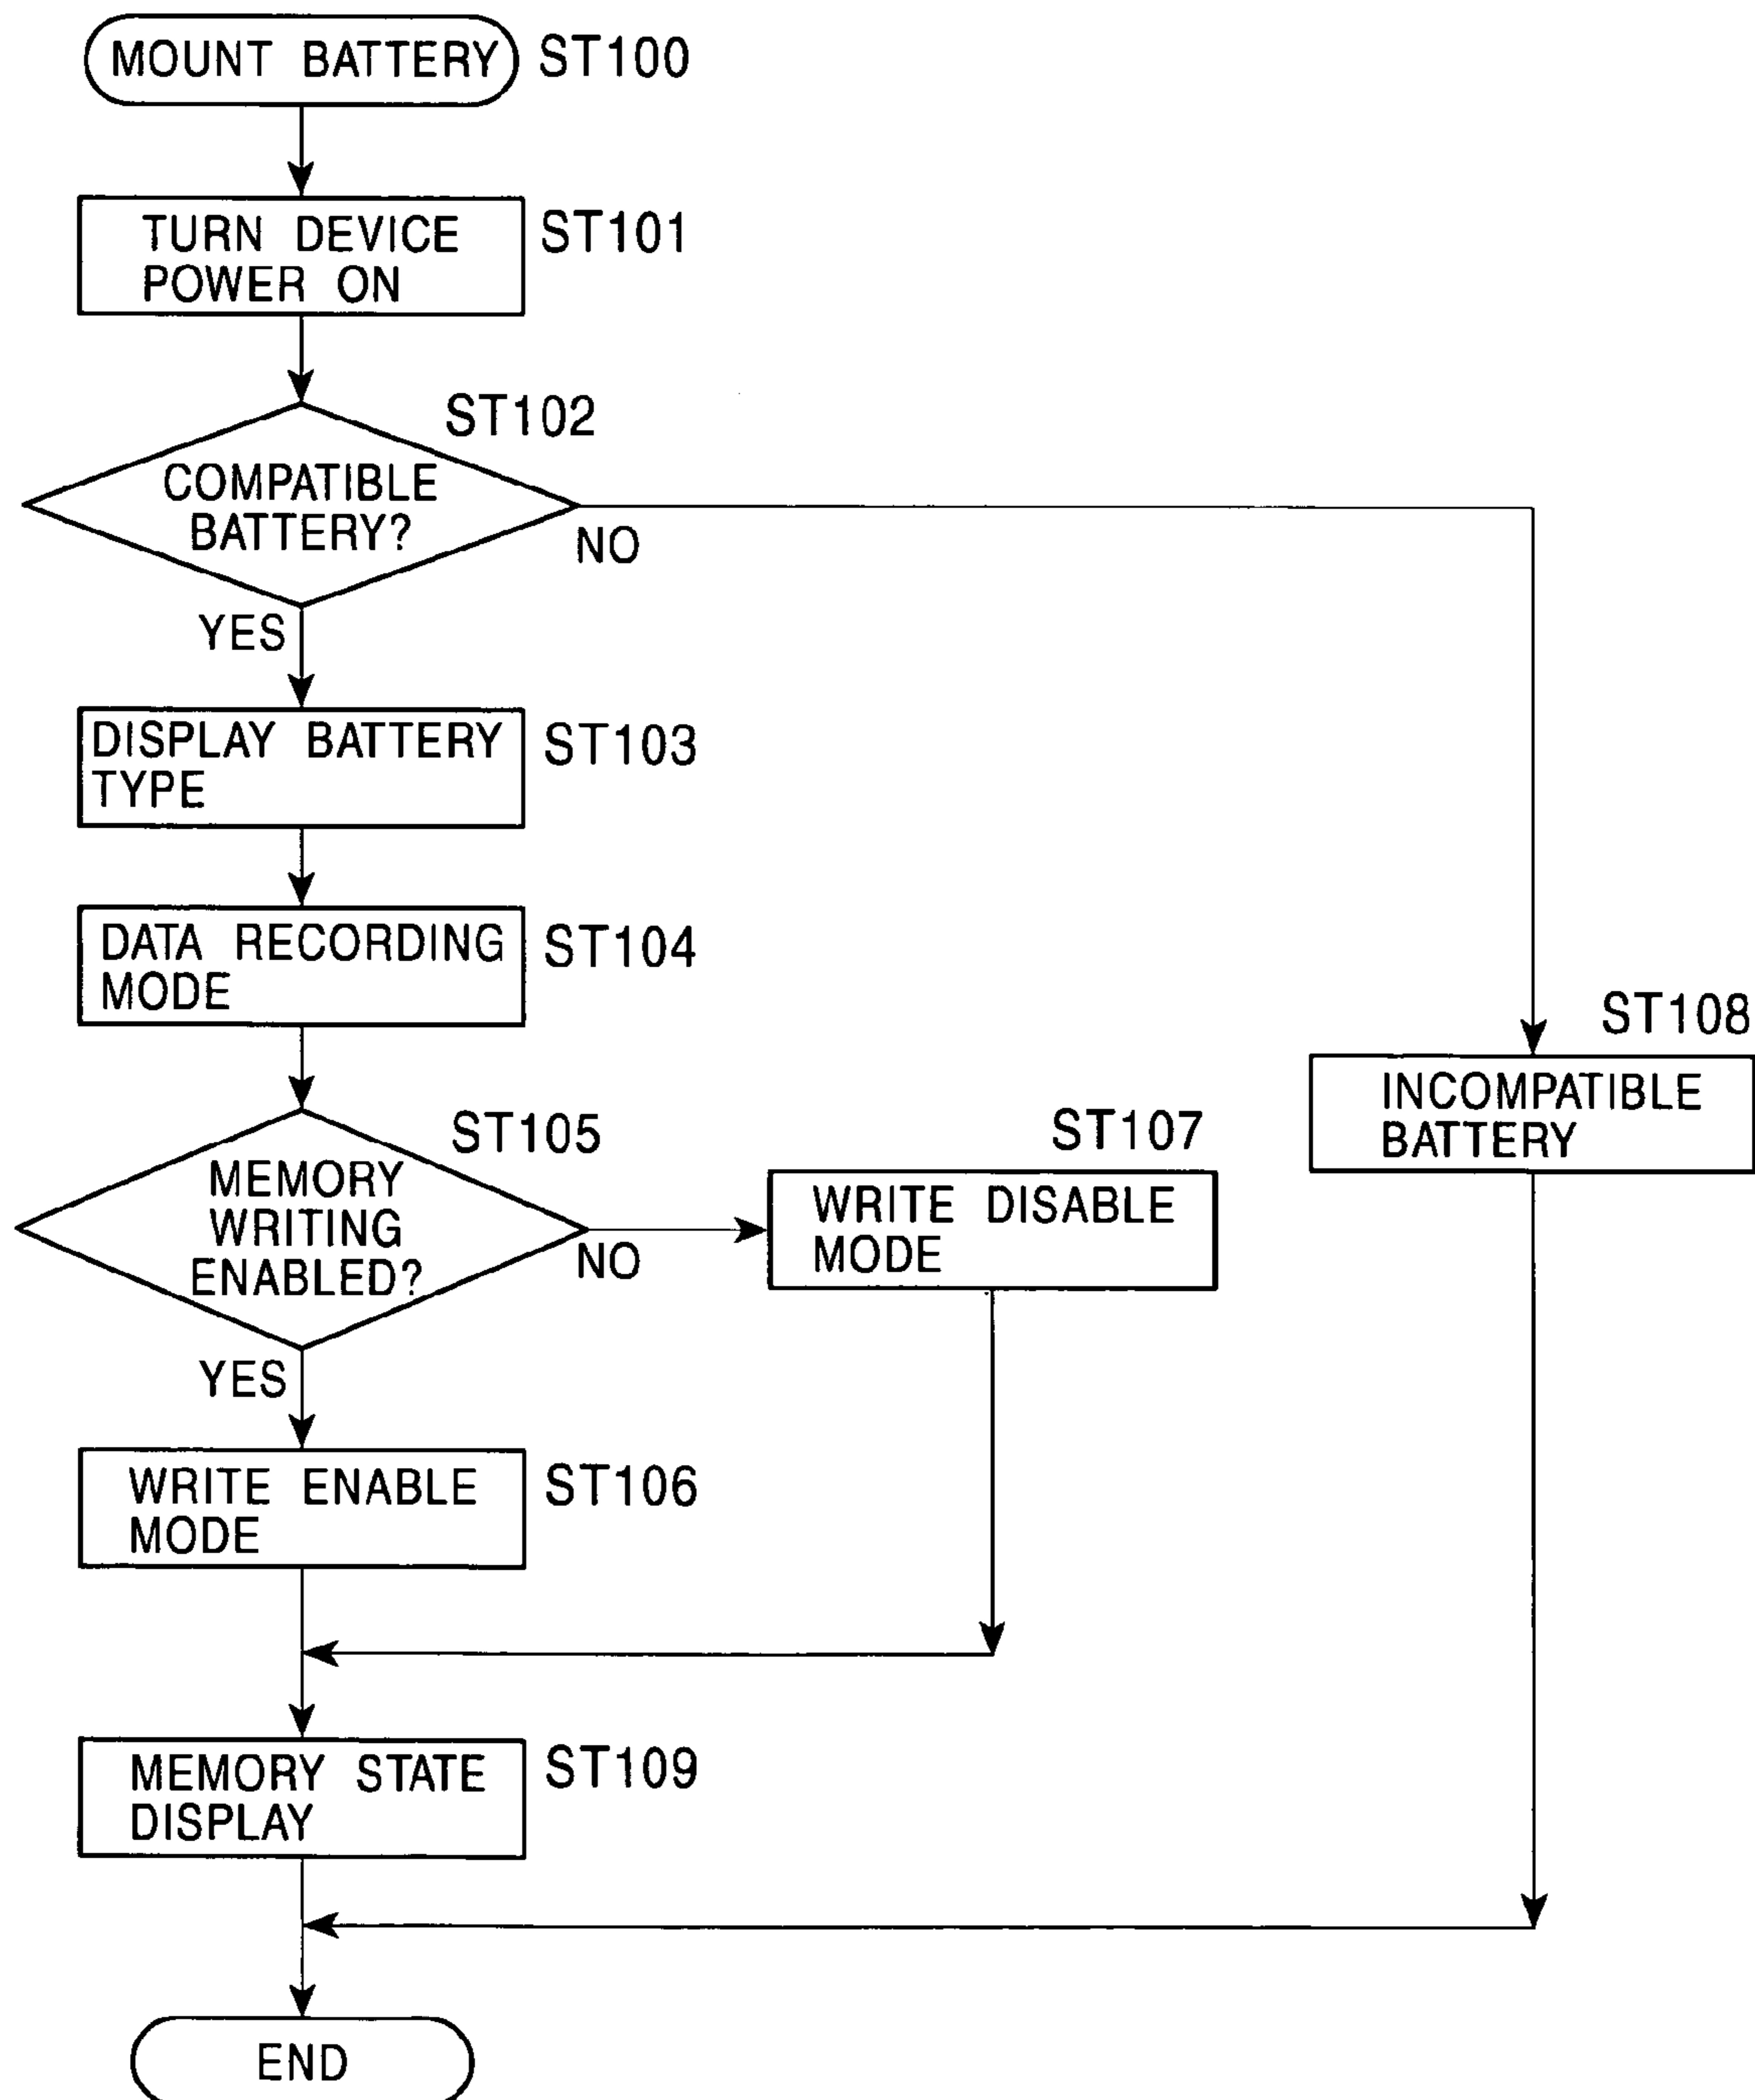 MOUNT BATTERY ST100
TURN DEVICE ST101
POWER ON
ST102
COMPATIBLE
BATTERY?
NO
YES
DISPLAY BATTERY ST103
TYPE
DATA RECORDING ST104
MODE
ST108
INCOMPATIBLE
BATTERY
ST105
ST107
MEMORY
WRITING
ENABLED?
NO
WRITE DISABLE
MODE
YES
WRITE ENABLE ST106
MODE
MEMORY STATE ST109
DISPLAY
END